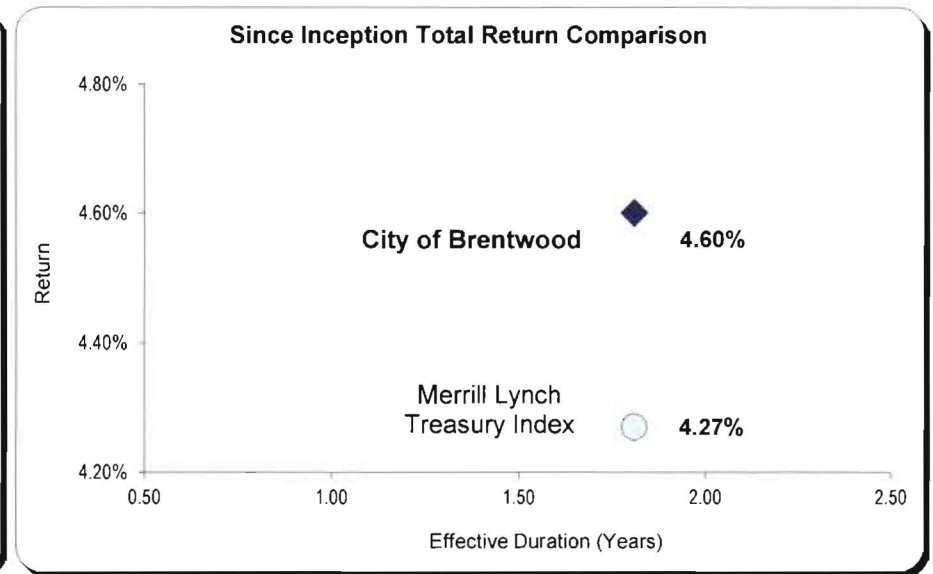 Since Inception Total Return Comparison
4.80%
4.60%
4.40%
4.20%
Return
City of Brentwood
4.60%
Merrill Lynch
Treasury Index
4.27%
0.50
1.00
1.50
2.00
2.50
Effective Duration (Years)